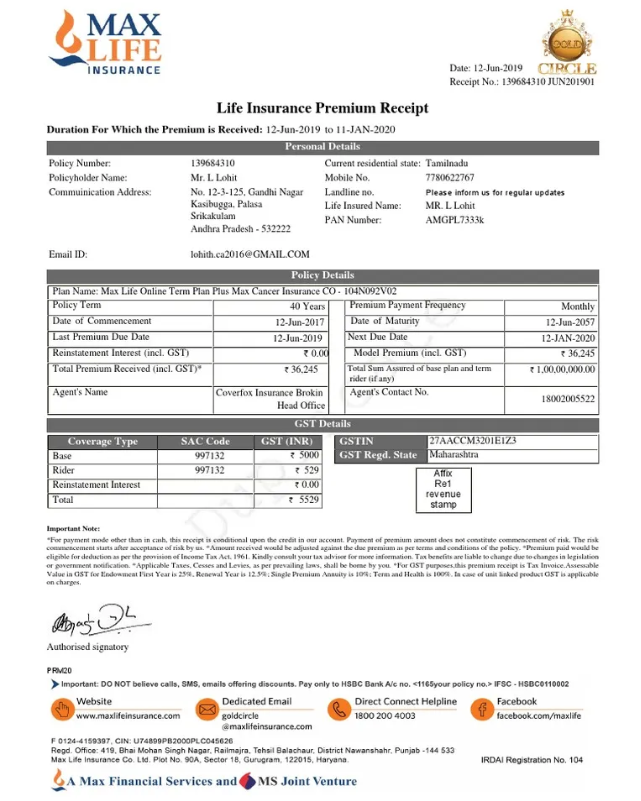 MAX
LIFE
INSURANCE
GOLD
CIRCLE
Date: 12-Jun-2019
Receipt No.: 139684310 JUN201901
Life Insurance Premium Receipt
Duration For Which the Premium is Received: 12-Jun-2019 to 11-JAN-2020
Personal Details
Policy Number: 139684310 Current residential state: Tamilnadu
Policyholder Name: Mr. L Lohit Mobile No. 7780622767
Commuinication Address: No. 12-3-125, Gandhi Nagar Landline no. Please inform us for regular updates
Kasibugga, Palasa Life Insured Name: MR. L Lohit
Srikakulam PAN Number: AMGPL7333k
Andhra Pradesh - 532222
Email ID: lohith.ca2016@GMAIL.COM
Policy Details
Plan Name: Max Life Online Term Plan Plus Max Cancer Insurance CO - 104N092V02
Policy Term 40 Years Premium Payment Frequency Monthly
Date of Commencement 12-Jun-2017 Date of Maturity 12-Jun-2057
Last Premium Due Date 12-Jun-2019 Next Due Date 12-JAN-2020
Reinstatement Interest (incl. GST) ₹ 0.00 Model Premium (incl. GST) ₹ 36,245
Total Premium Received (incl. GST)* ₹ 36,245 Total Sum Assured of base plan and term rider (if any) ₹ 1,00,00,000.00
Agent's Name Coverfox Insurance Brokin Head Office Agent's Contact No. 18002005522
GST Details
Coverage Type SAC Code GST (INR) GSTIN 27AACCM3201E1Z3
Base 997132 ₹ 5000 GST Regd. State Maharashtra
Rider 997132 ₹ 529
Reinstatement Interest ₹ 0.00
Total ₹ 5529
Affix
Re1
revenue
stamp
Important Note:
*For payment mode other than in cash, this receipt is conditional upon the credit in our account. Payment of premium amount does not constitute commencement of risk. The risk
commencement starts after acceptance of risk by us. *Amount received would be adjusted against the due premium as per terms and conditions of the policy. *Premium paid would be
eligible for deduction as per the provision of Income Tax Act, 1961. Kindly consult you tax advisor for more information. Tax benefits are liable to change due to changes in legislation
or government notification. *Applicable Taxes, Cesses and Levies, as per prevailing laws, shall be borne by you. *For GST purposes,this premium receipt is Tax Invoice.Assessable
Value in GST for Endowment First Year is 25%, Renewal Year is 12.5%; Single Premium Annuity is 10%; Term and Health is 100%. In case of unit linked product GST is applicable
on charges.
Authorised signatory
PRM20
Important: DO NOT believe calls, SMS, emails offering discounts. Pay only to HSBC Bank A/c no. <1165your policy no.> IFSC - HSBC0110002
Website Dedicated Email Direct Connect Helpline Facebook
www.maxlifeinsurance.com goldcircle 1800 200 4003 facebook.com/maxlife
@maxlifeinsurance.com
F 0124-4159397, CIN: U74899PB2000PLC045626
Regd. Office: 419, Bhai Mohan Singh Nagar, Railmajra, Tehsil Balachaur, District Nawanshahr, Punjab -144 533
Max Life Insurance Co. Ltd. Plot No. 90A, Sector 18, Gurugram, 122015, Haryana. IRDAI Registration No. 104
A Max Financial Services and MS Joint Venture